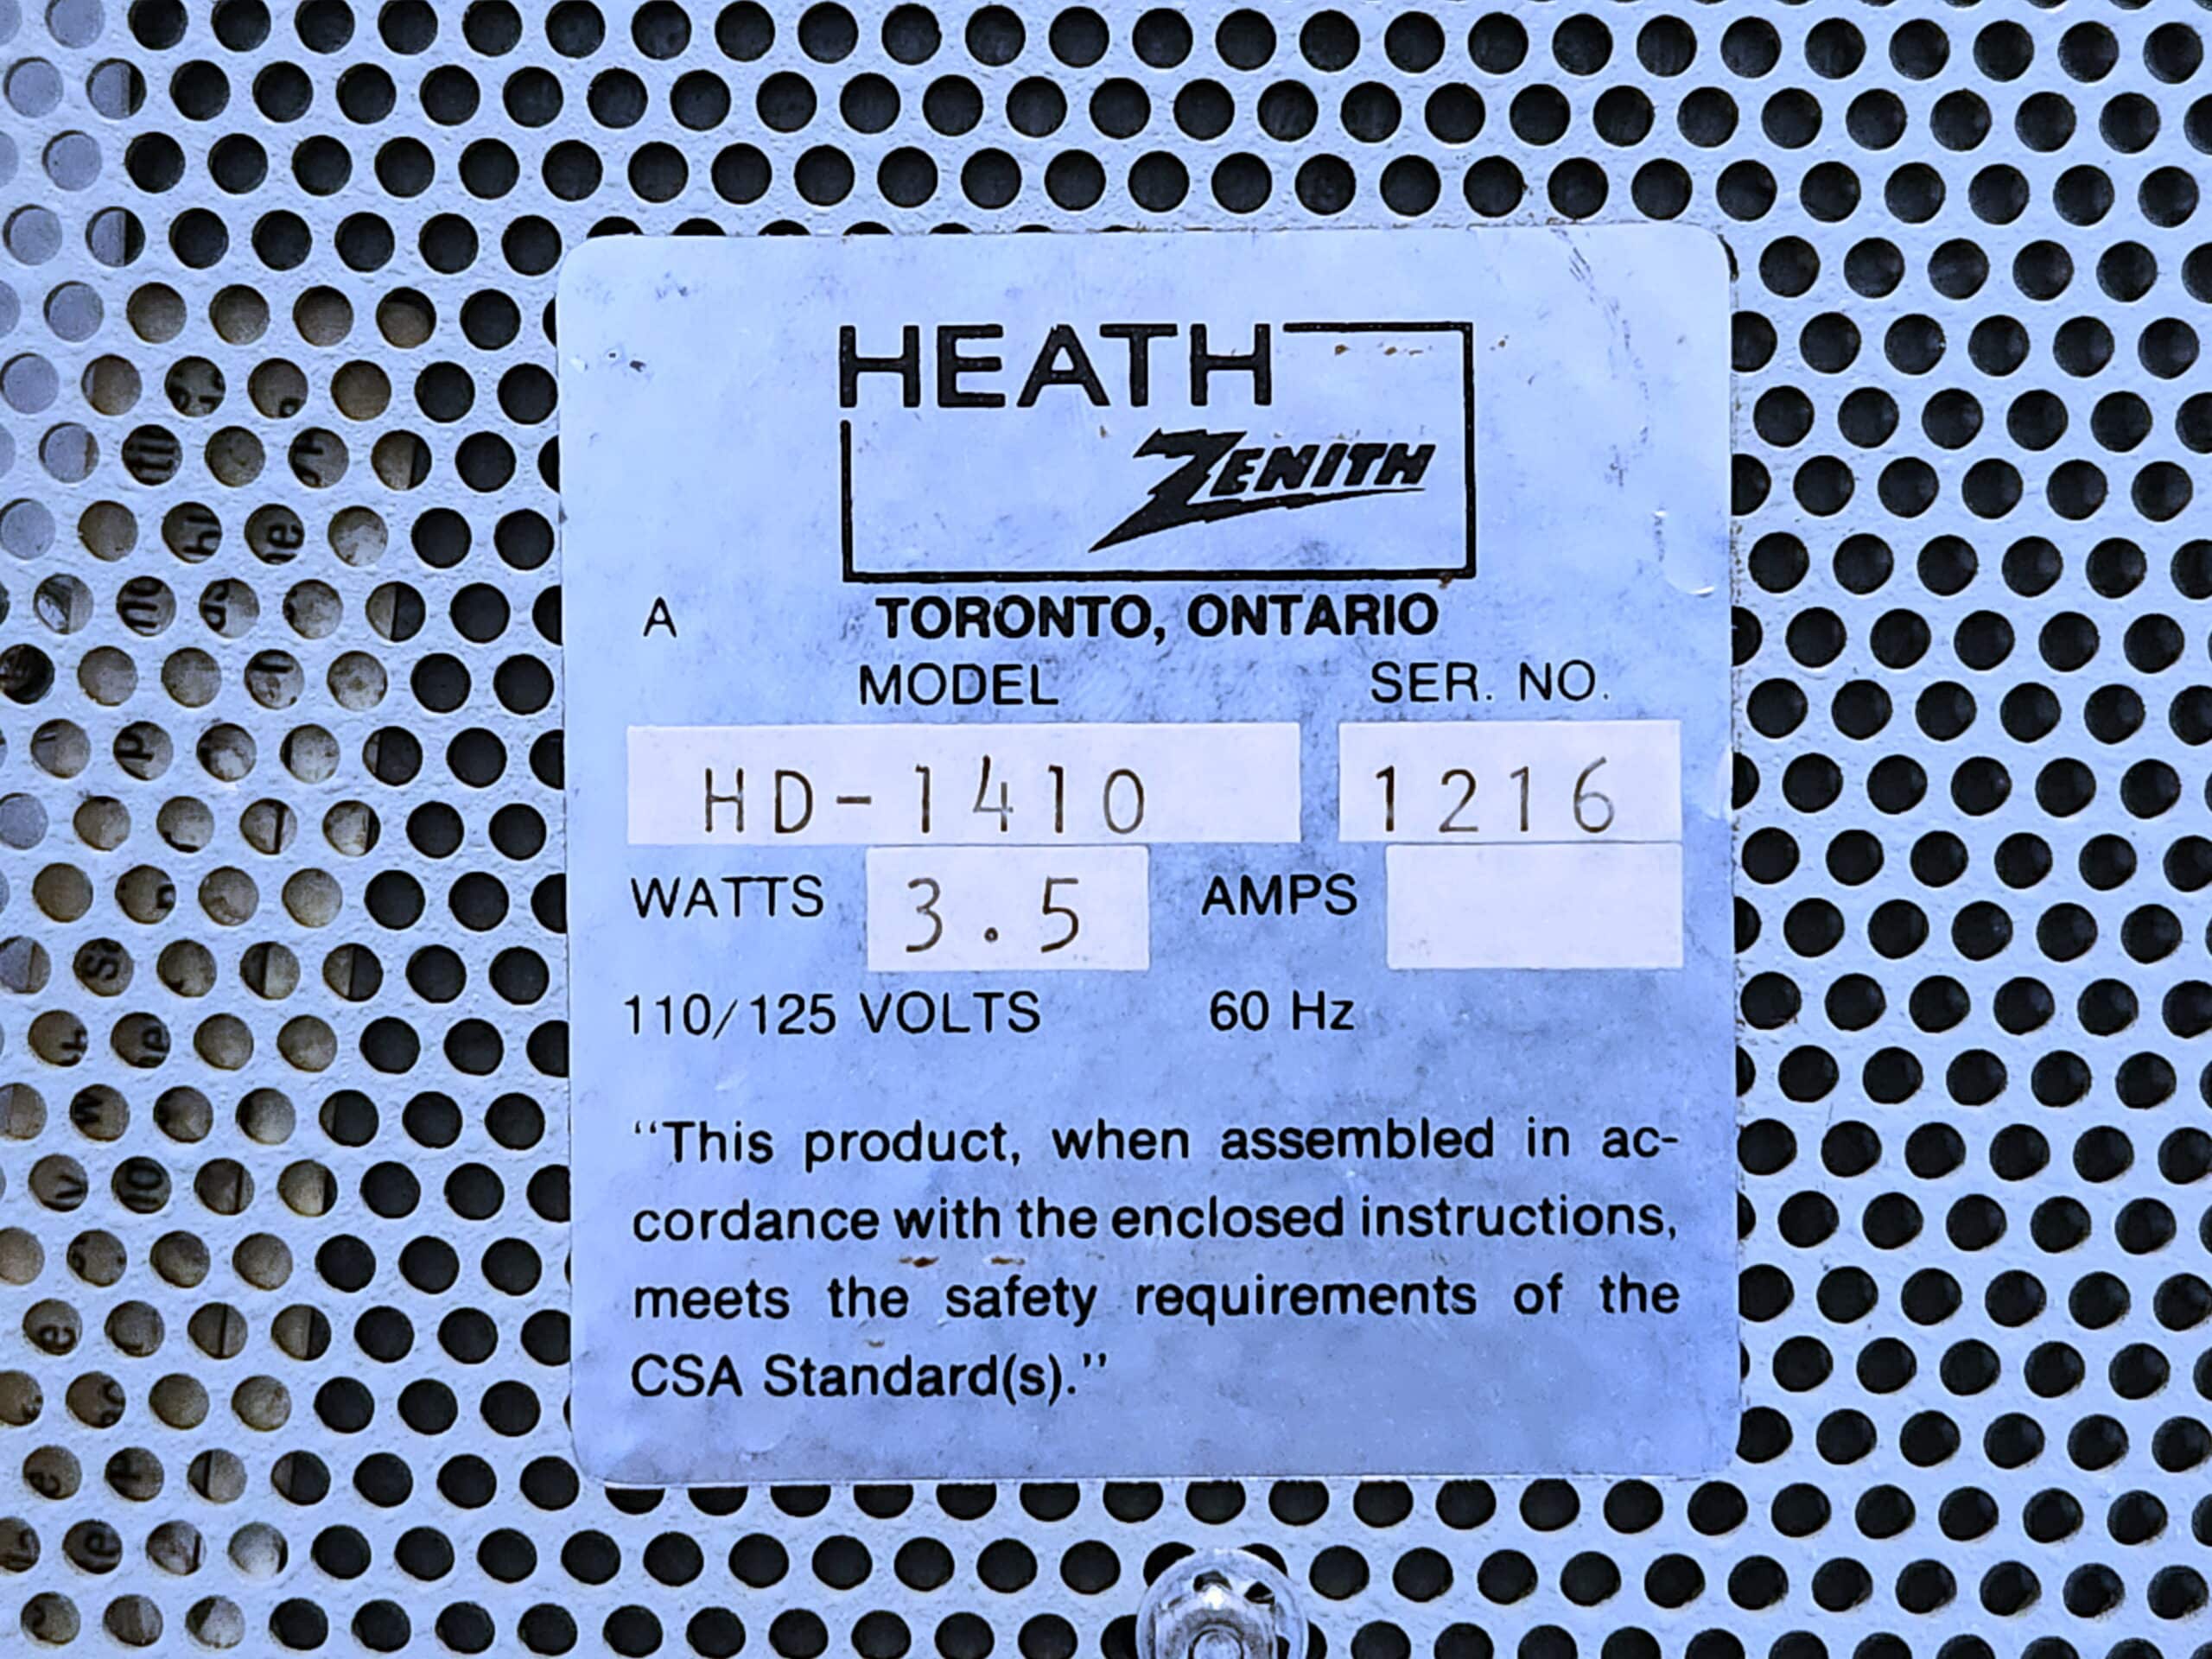 HEATH
ZENITH
A TORONTO, ONTARIO
MODEL SER. NO.
HD-1410 1216
WATTS 3.5 AMPS
110/125 VOLTS 60 Hz
“This product, when assembled in ac-
cordance with the enclosed instructions,
meets the safety requirements of the
CSA Standard(s).”